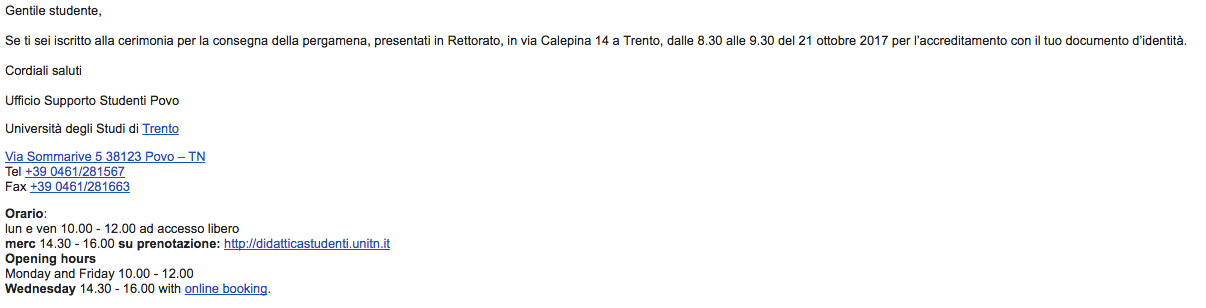 Gentile studente,
Se ti sei iscritto alla cerimonia per la consegna della pergamena, presentati in Rettorato, in via Calepina 14 a Trento, dalle 8.30 alle 9.30 del 21 ottobre 2017 per l’accreditamento con il tuo documento d’identità.
Cordiali saluti
Ufficio Supporto Studenti Povo
Università degli Studi di Trento
Via Sommarive 5 38123 Povo – TN
Tel +39 0461/281567
Fax +39 0461/281663
Orario:
lun e ven 10.00 - 12.00 ad accesso libero
merc 14.30 - 16.00 su prenotazione: http://didatticastudenti.unitn.it
Opening hours
Monday and Friday 10.00 - 12.00
Wednesday 14.30 - 16.00 with online booking.